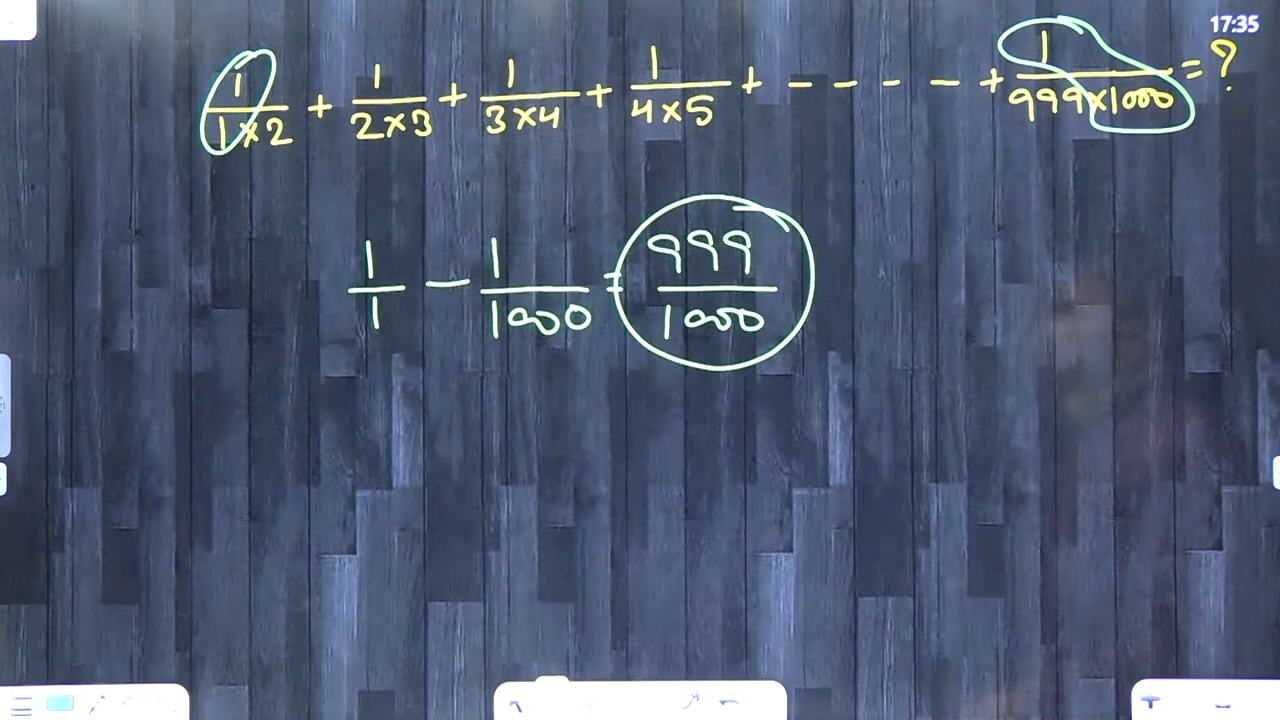 17:35
1/1×2 + 1/2×3 + 1/3×4 + 1/4×5 + - - - - + 1/999×1000 = ?
1/1 - 1/1000 = 999/1000